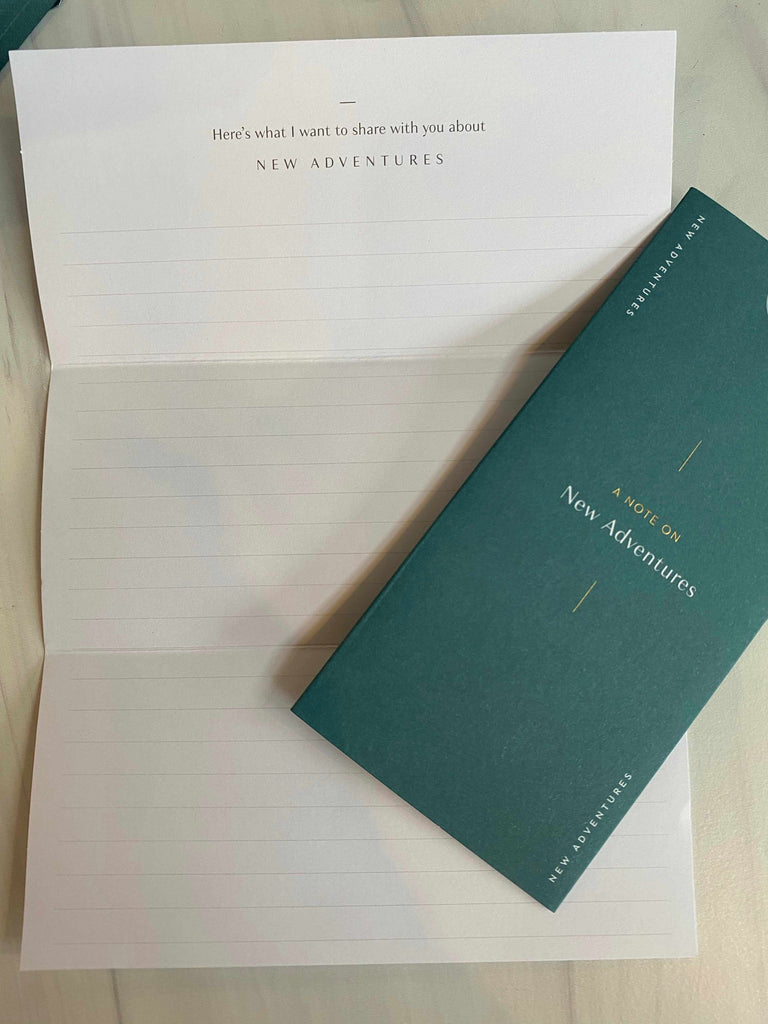 Here's what I want to share with you about
NEW ADVENTURES
NEW ADVENTURES
A NOTE ON
New Adventures
NEW ADVENTURES